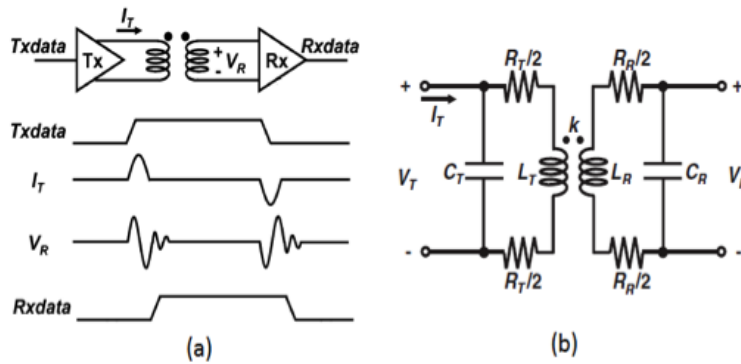 I_T
Txdata Tx + V_R - Rx Rxdata
Txdata
I_T
V_R
Rxdata
(a)
R_T/2 R_R/2
+ I_T k +
V_T C_T L_T L_R C_R
- -
R_T/2 R_R/2
(b)